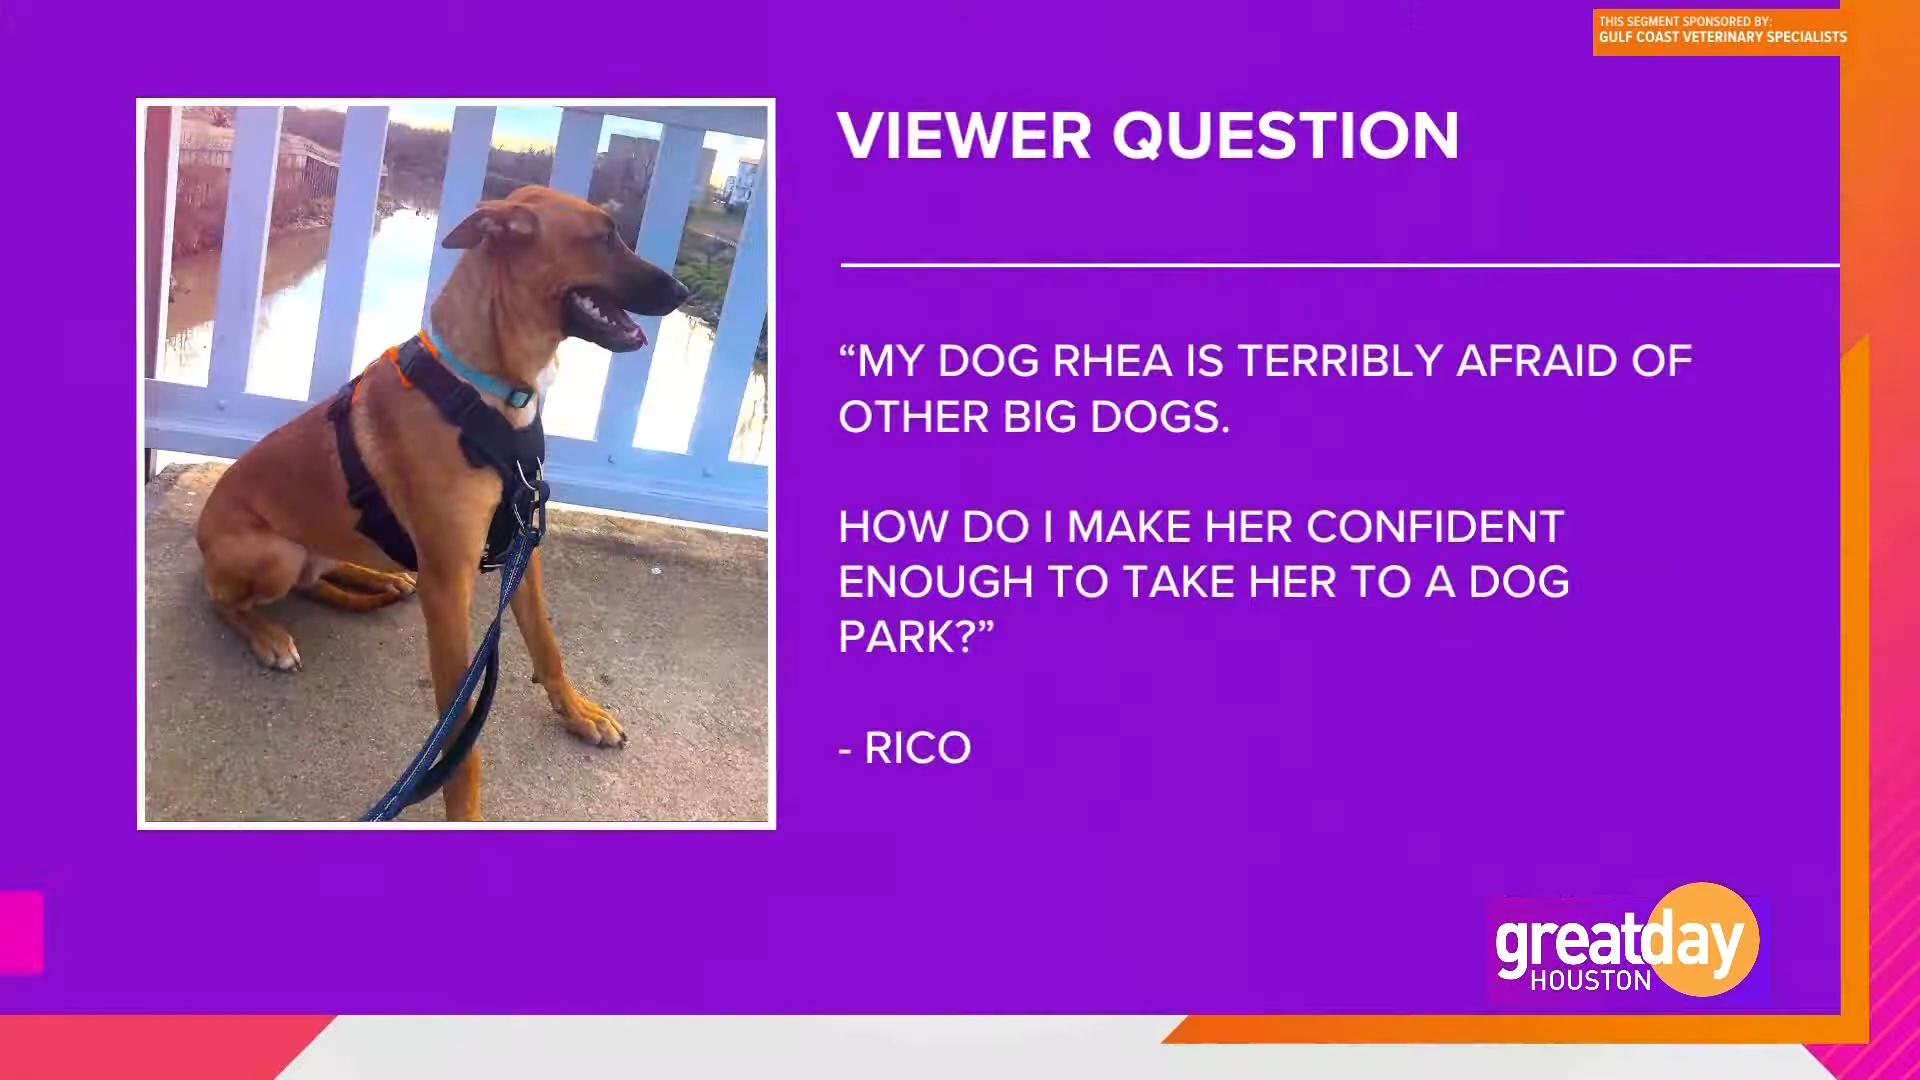 THIS SEGMENT SPONSORED BY:
GULF COAST VETERINARY SPECIALISTS
VIEWER QUESTION
“MY DOG RHEA IS TERRIBLY AFRAID OF
OTHER BIG DOGS.
HOW DO I MAKE HER CONFIDENT
ENOUGH TO TAKE HER TO A DOG
PARK?”
- RICO
greatday
HOUSTON